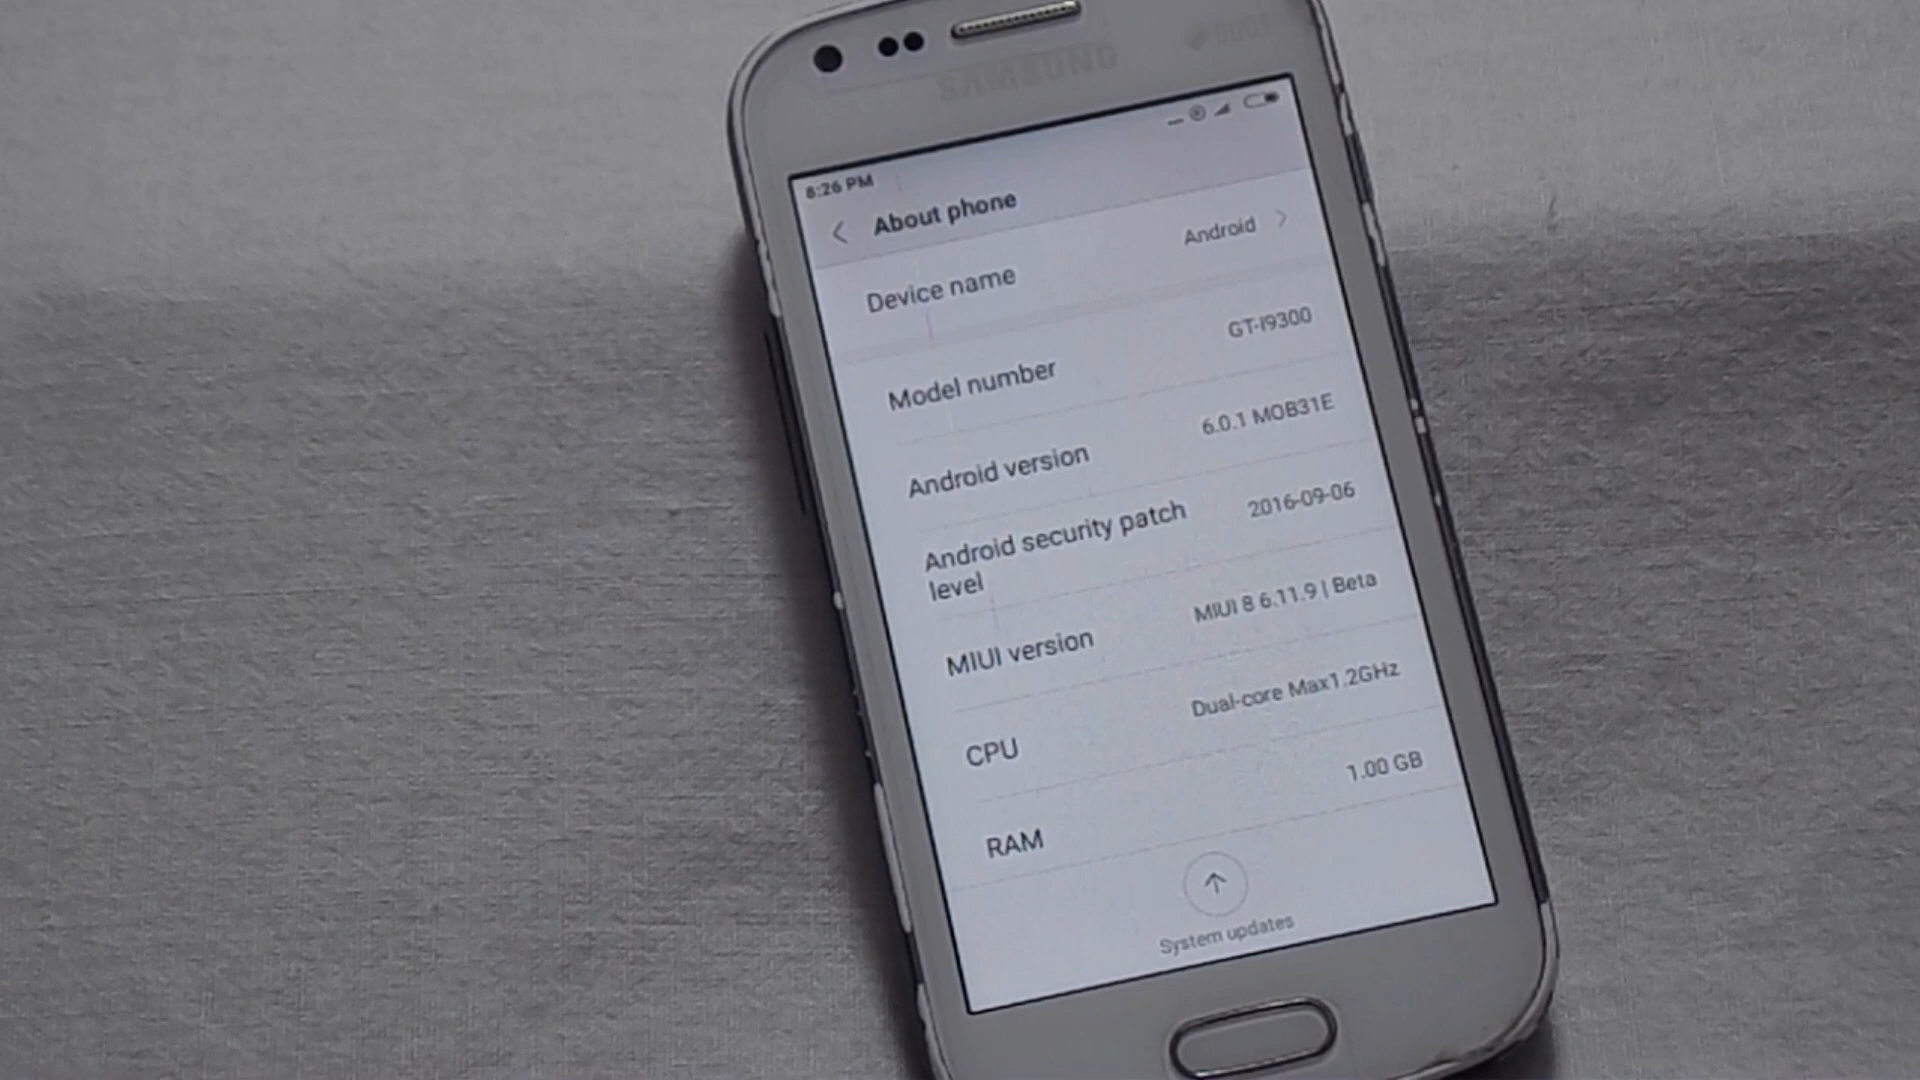 SAMSUNG
DUOS
8:26 PM
About phone
Device name Android
Model number GT-I9300
Android version 6.0.1 MOB31E
Android security patch level 2016-09-06
MIUI version MIUI 8 6.11.9 | Beta
CPU Dual-core Max1.2GHz
RAM 1.00 GB
System updates